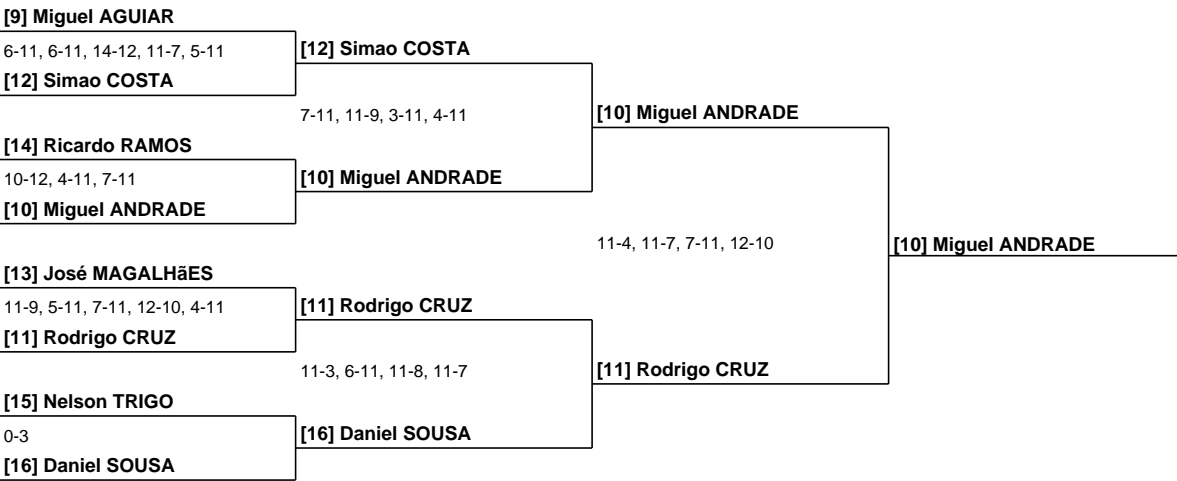 [9] Miguel AGUIAR
6-11, 6-11, 14-12, 11-7, 5-11
[12] Simao COSTA
[12] Simao COSTA
7-11, 11-9, 3-11, 4-11
[10] Miguel ANDRADE
[14] Ricardo RAMOS
10-12, 4-11, 7-11
[10] Miguel ANDRADE
[10] Miguel ANDRADE
11-4, 11-7, 7-11, 12-10
[10] Miguel ANDRADE
[13] José MAGALHãES
11-9, 5-11, 7-11, 12-10, 4-11
[11] Rodrigo CRUZ
[11] Rodrigo CRUZ
11-3, 6-11, 11-8, 11-7
[11] Rodrigo CRUZ
[15] Nelson TRIGO
0-3
[16] Daniel SOUSA
[16] Daniel SOUSA